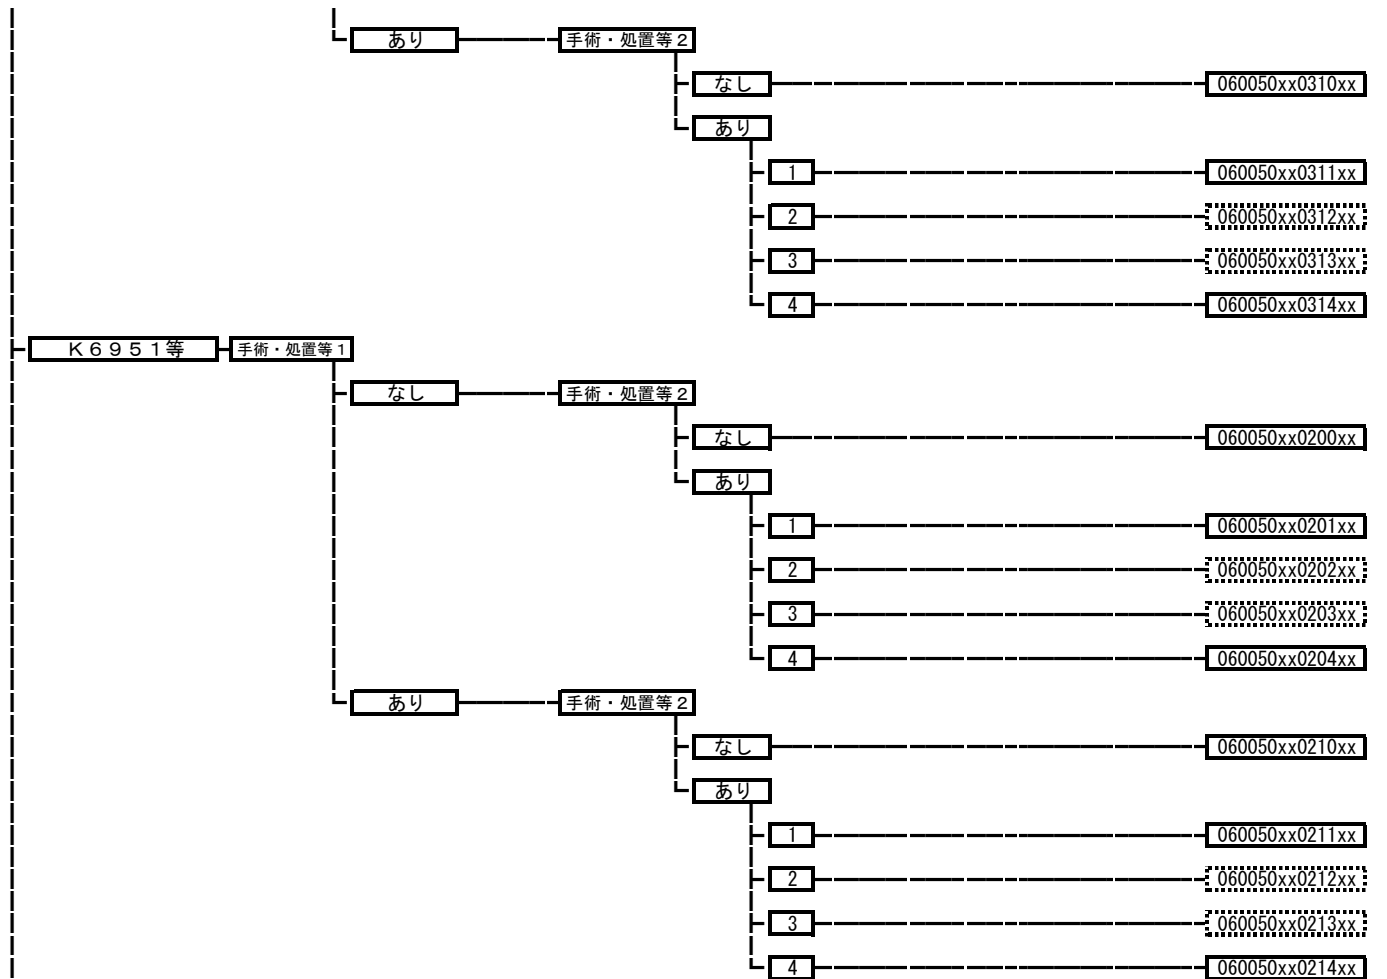 あり 手術・処置等２
なし 060050xx0310xx
あり
1 060050xx0311xx
2 060050xx0312xx
3 060050xx0313xx
4 060050xx0314xx
Ｋ６９５１等 手術・処置等１
なし 手術・処置等２
なし 060050xx0200xx
あり
1 060050xx0201xx
2 060050xx0202xx
3 060050xx0203xx
4 060050xx0204xx
あり 手術・処置等２
なし 060050xx0210xx
あり
1 060050xx0211xx
2 060050xx0212xx
3 060050xx0213xx
4 060050xx0214xx